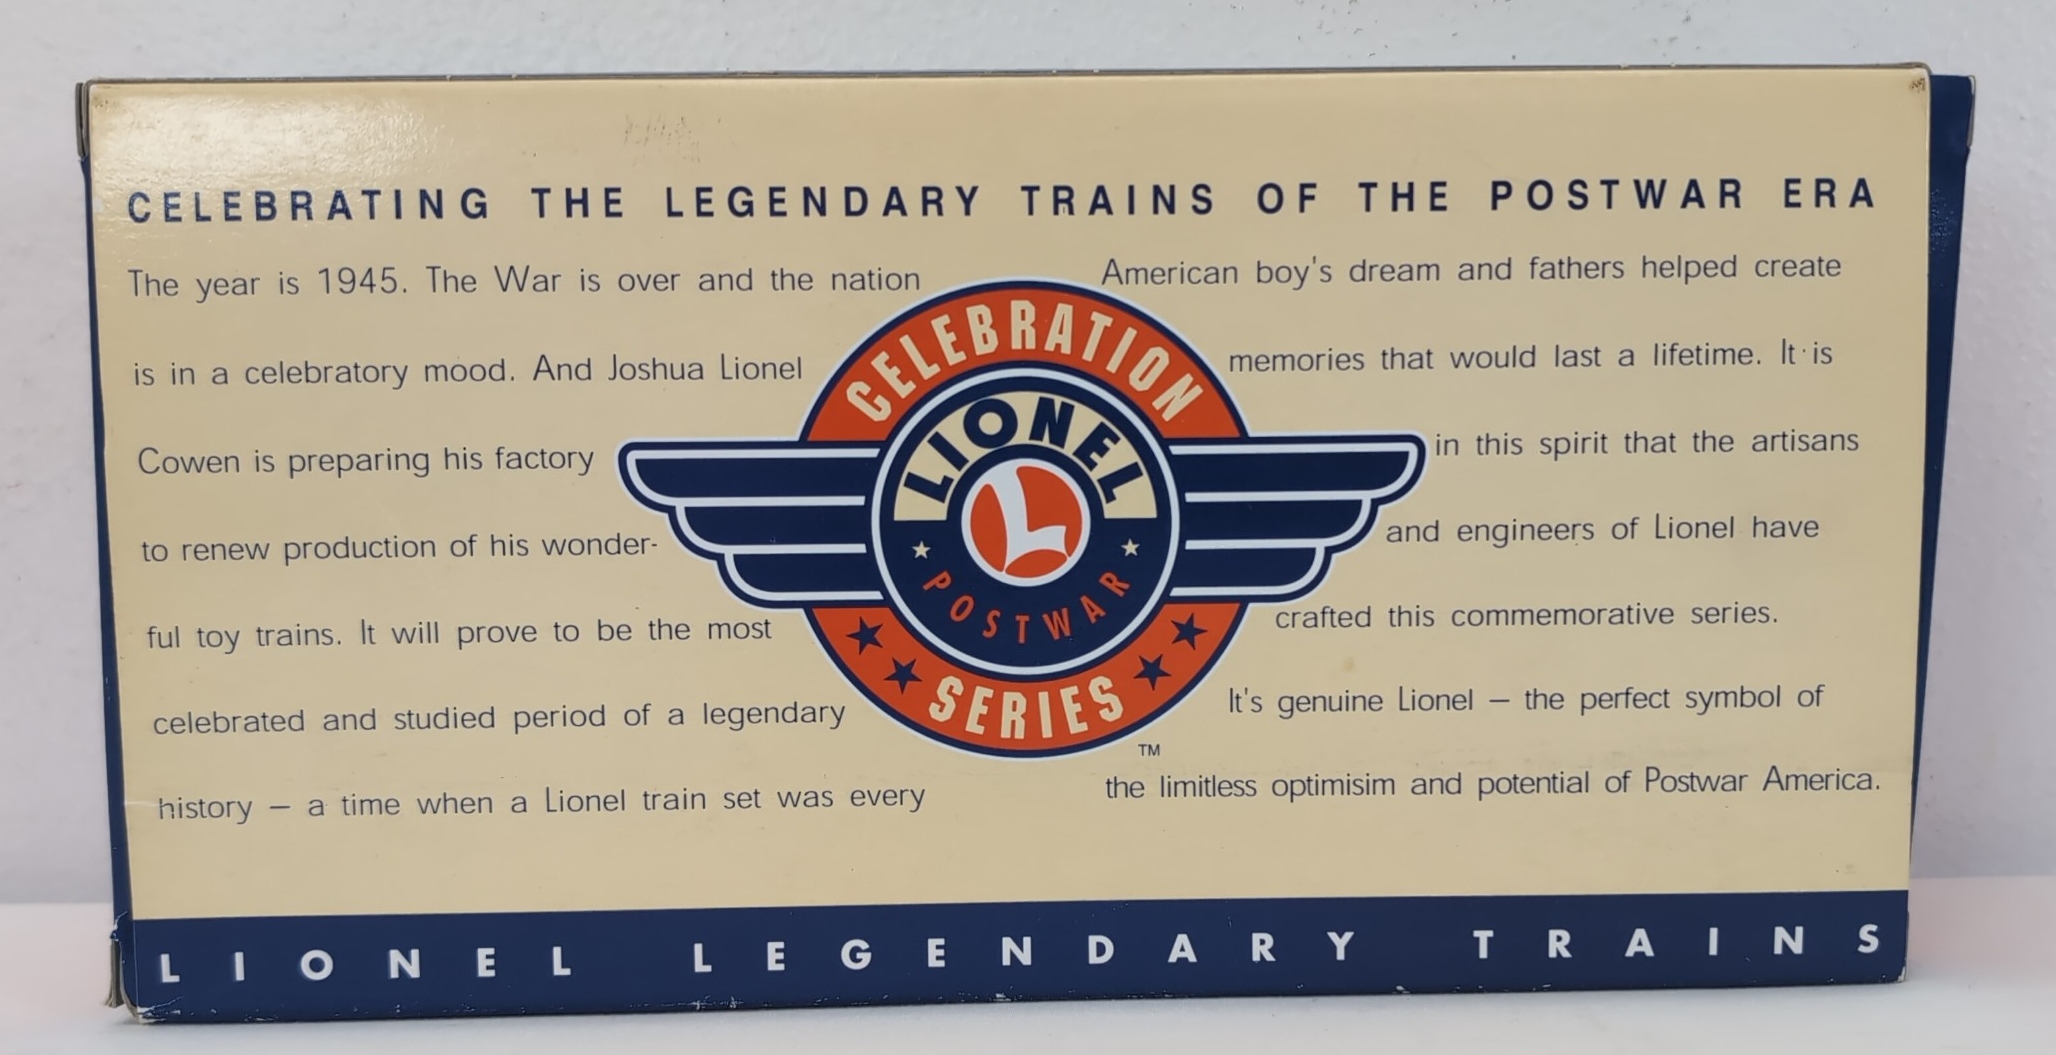 CELEBRATING THE LEGENDARY TRAINS OF THE POSTWAR ERA
The year is 1945. The War is over and the nation
is in a celebratory mood. And Joshua Lionel
Cowen is preparing his factory
to renew production of his wonder-
ful toy trains. It will prove to be the most
celebrated and studied period of a legendary
history – a time when a Lionel train set was every
CELEBRATION
LIONEL
L
POSTWAR
SERIES
TM
American boy's dream and fathers helped create
memories that would last a lifetime. It is
in this spirit that the artisans
and engineers of Lionel have
crafted this commemorative series.
It's genuine Lionel – the perfect symbol of
the limitless optimisim and potential of Postwar America.
LIONEL LEGENDARY TRAINS